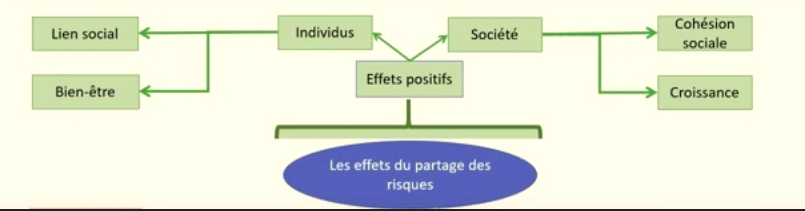 Lien social
Individus
Société
Cohésion
sociale
Bien-être
Effets positifs
Croissance
Les effets du partage des
risques